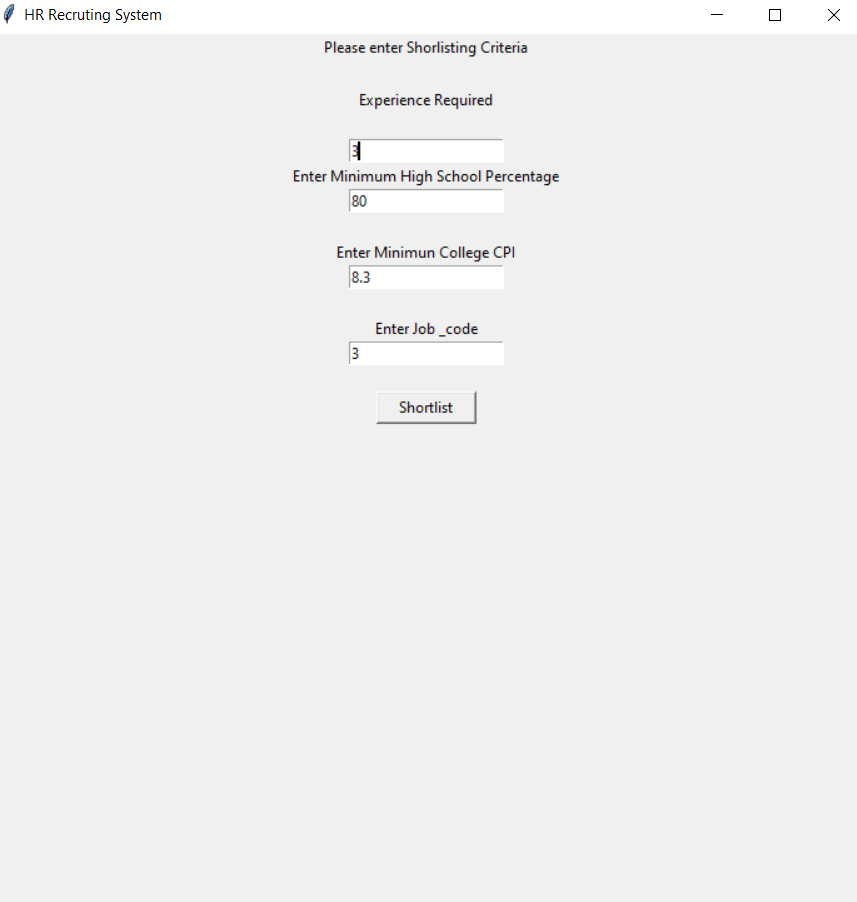 HR Recruting System
Please enter Shorlisting Criteria
Experience Required
3
Enter Minimum High School Percentage
80
Enter Minimun College CPI
8.3
Enter Job _code
3
Shortlist